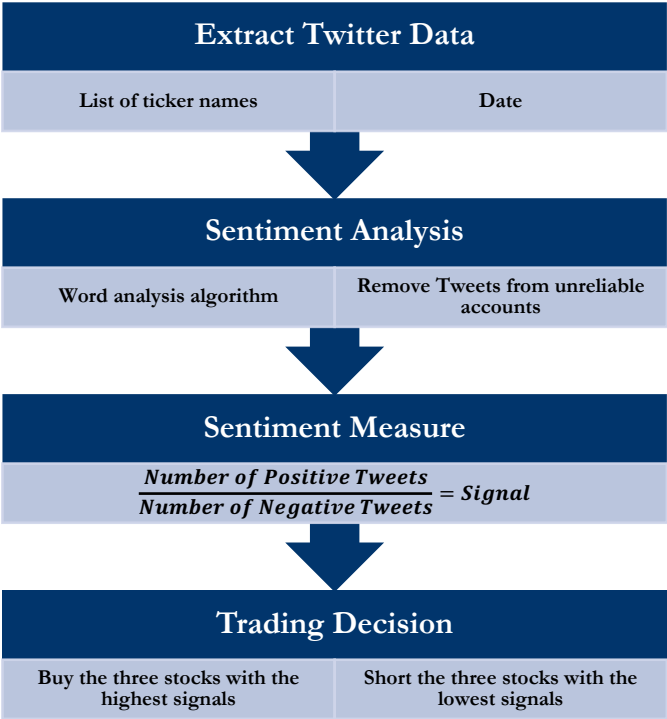 Extract Twitter Data
List of ticker names
Date
Sentiment Analysis
Word analysis algorithm
Remove Tweets from unreliable
accounts
Sentiment Measure
Number of Positive Tweets
Number of Negative Tweets
= Signal
Trading Decision
Buy the three stocks with the
highest signals
Short the three stocks with the
lowest signals